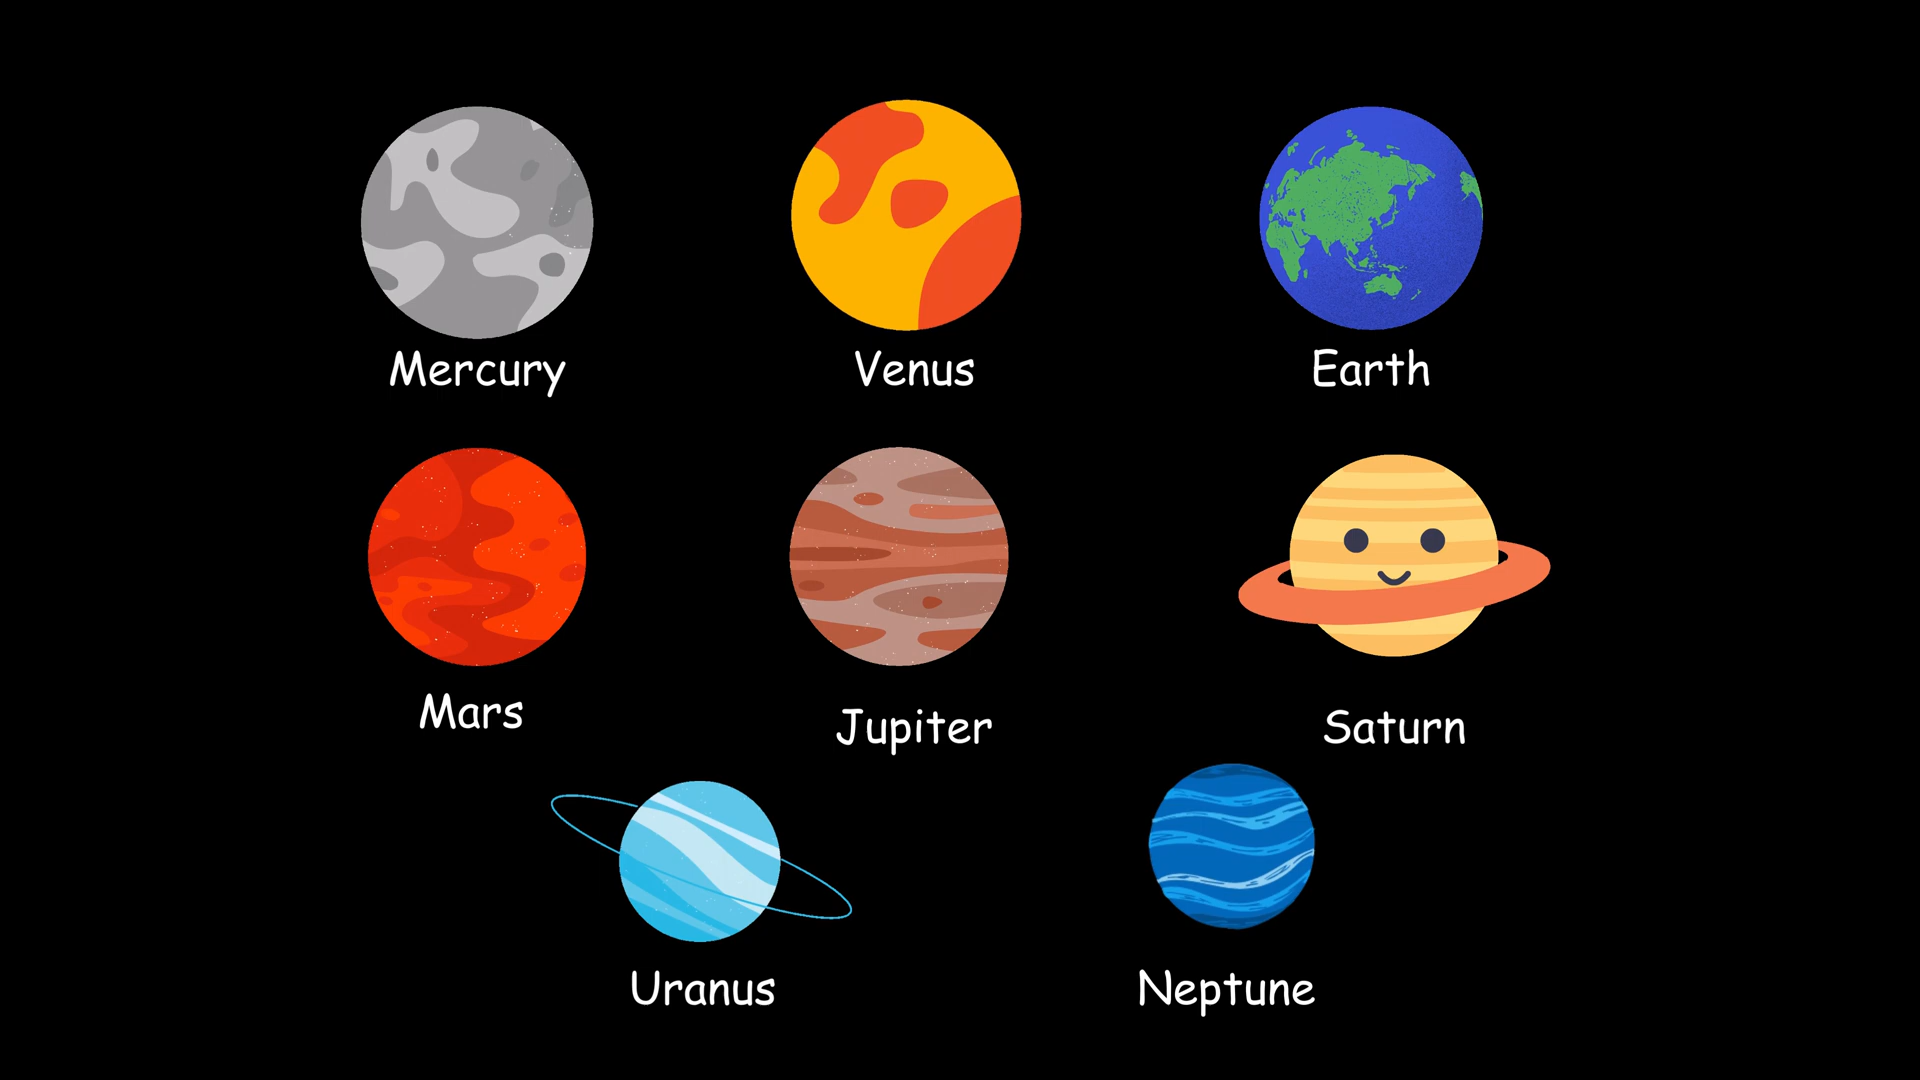 Mercury
Venus
Earth
Mars
Jupiter
Saturn
Uranus
Neptune